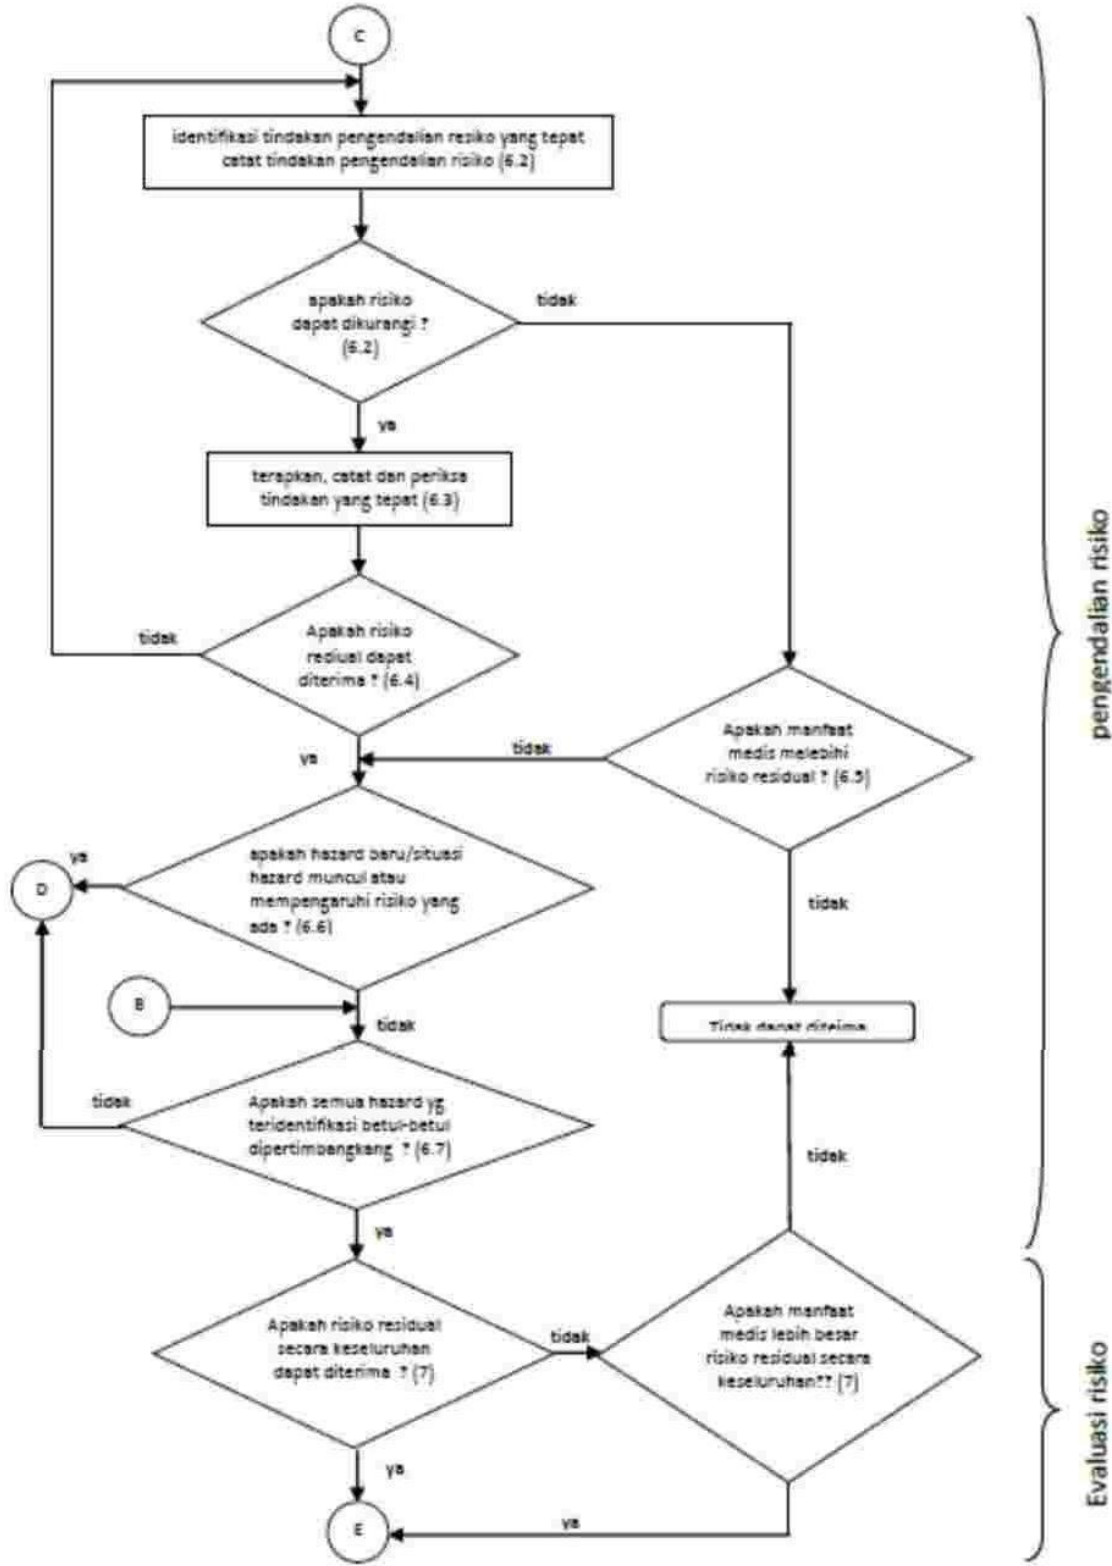 C
identifikasi tindakan pengendalian resiko yang tepat
catat tindakan pengendalian risiko (6.2)
apakah risiko
dapat dikurangi ?
(6.2)
tidak
ya
terapkan, catat dan periksa
tindakan yang tepat (6.3)
Apakah risiko
rediual dapat
diterima ? (6.4)
tidak
ya
Apakah manfaat
medis melebihi
risiko residual ? (6.5)
tidak
tidak
apakah hazard baru/situasi
hazard muncul atau
mempengaruhi risiko yang
ada ? (6.6)
ya
D
B
tidak
Tidak dapat diteima
Apakah semua hazard yg
teridentifikasi betul-betul
dipertimbangkang ? (6.7)
tidak
ya
tidak
Apakah risiko residual
secara keseluruhan
dapat diterima ? (7)
tidak
Apakah manfaat
medis lebih besar
risiko residual secara
keseluruhan?? (7)
ya
ya
E
pengendalian risiko
Evaluasi risiko